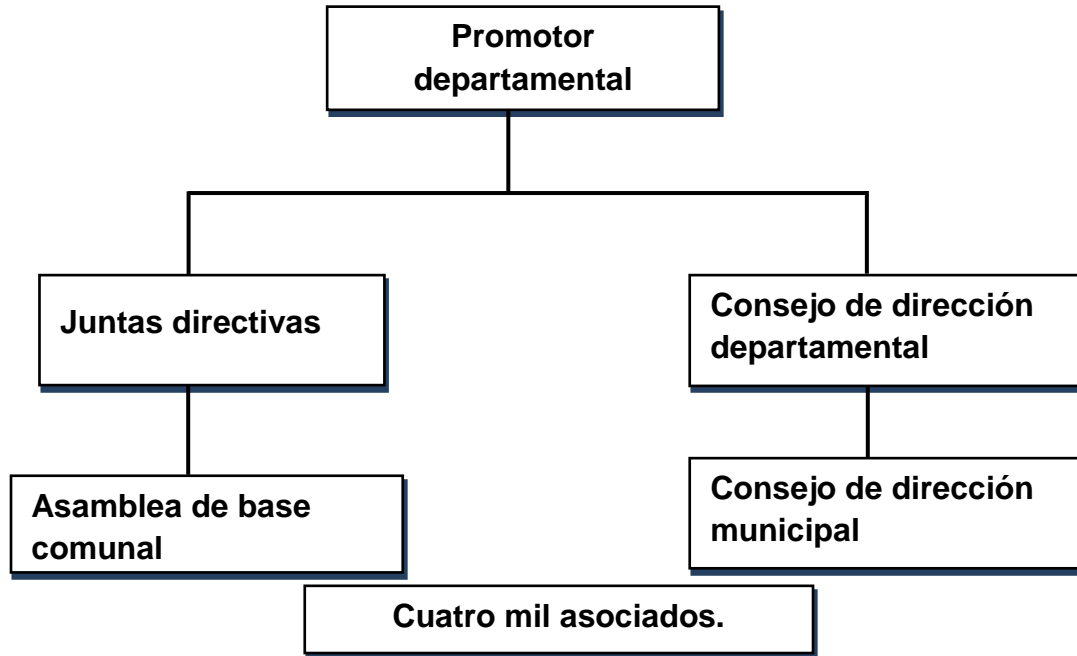 Promotor
departamental
Juntas directivas
Consejo de dirección
departamental
Asamblea de base
comunal
Consejo de dirección
municipal
Cuatro mil asociados.